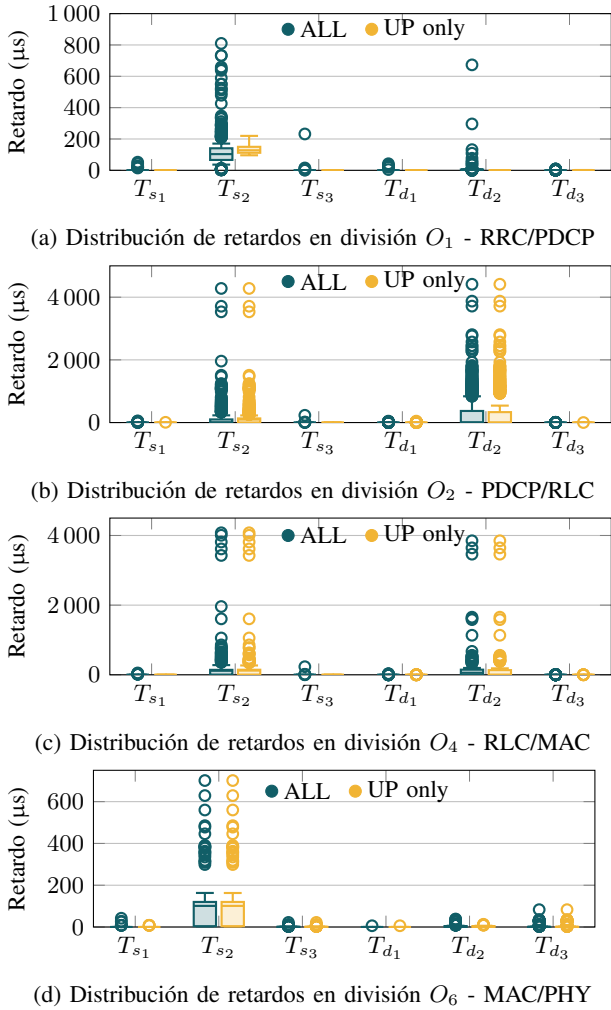 1 000
800
600
400
200
0
Retardo (µs)
ALL UP only
T_{s_1} T_{s_2} T_{s_3} T_{d_1} T_{d_2} T_{d_3}
(a) Distribución de retardos en división O_1 - RRC/PDCP
4 000
2 000
0
Retardo (µs)
ALL UP only
T_{s_1} T_{s_2} T_{s_3} T_{d_1} T_{d_2} T_{d_3}
(b) Distribución de retardos en división O_2 - PDCP/RLC
4 000
2 000
0
Retardo (µs)
ALL UP only
T_{s_1} T_{s_2} T_{s_3} T_{d_1} T_{d_2} T_{d_3}
(c) Distribución de retardos en división O_4 - RLC/MAC
600
400
200
0
Retardo (µs)
ALL UP only
T_{s_1} T_{s_2} T_{s_3} T_{d_1} T_{d_2} T_{d_3}
(d) Distribución de retardos en división O_6 - MAC/PHY